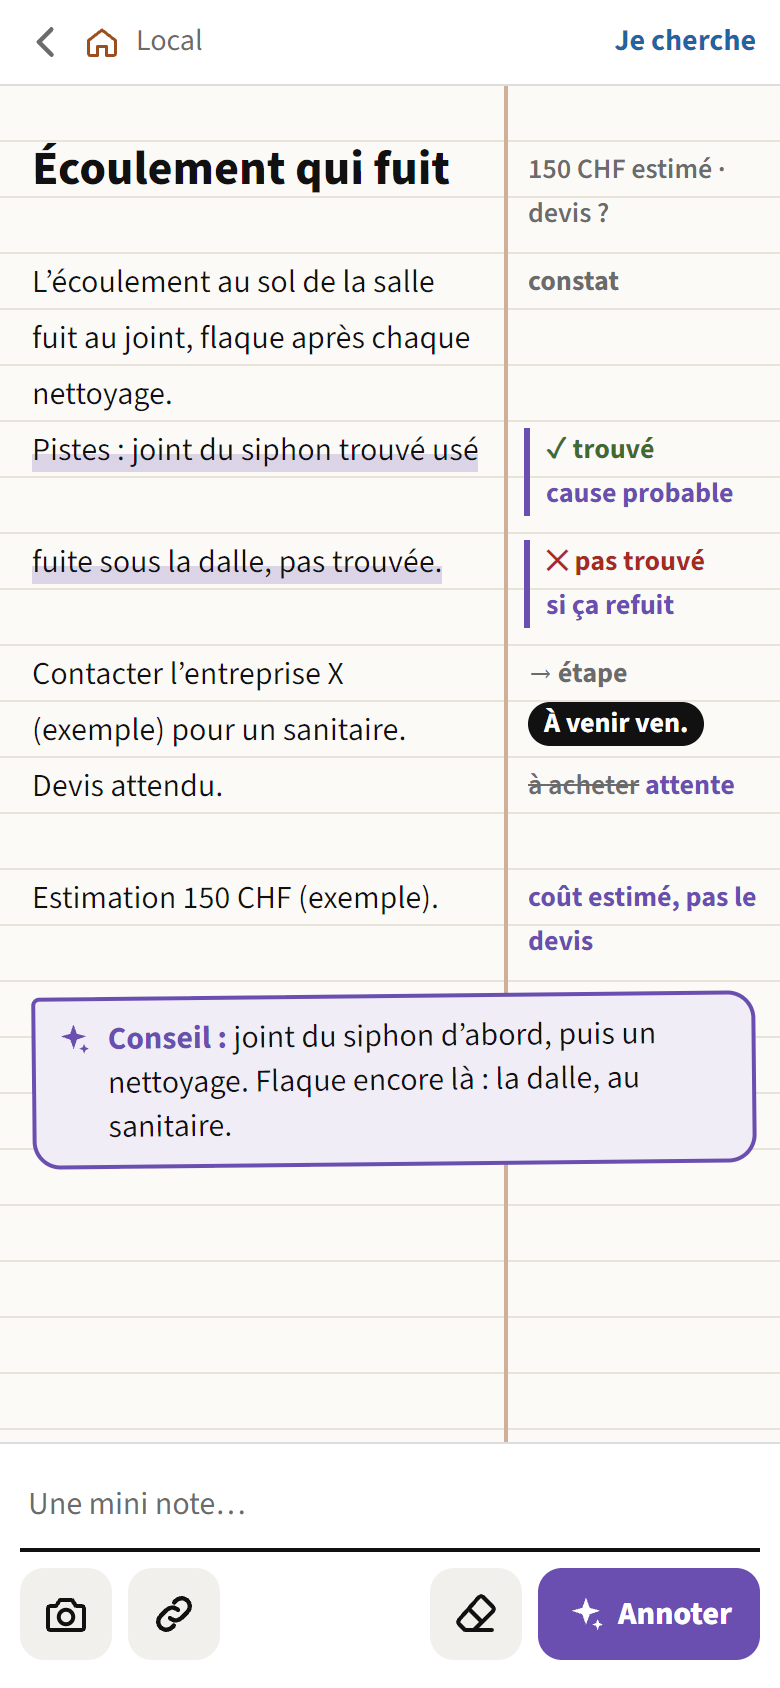 Local
Je cherche
Écoulement qui fuit
150 CHF estimé ·
devis ?
L’écoulement au sol de la salle
constat
fuit au joint, flaque après chaque
nettoyage.
Pistes : joint du siphon trouvé usé
✓ trouvé
cause probable
fuite sous la dalle, pas trouvée.
✕ pas trouvé
si ça refuit
Contacter l’entreprise X
→ étape
(exemple) pour un sanitaire.
À venir ven.
Devis attendu.
à acheter attente
Estimation 150 CHF (exemple).
coût estimé, pas le
devis
Conseil : joint du siphon d’abord, puis un
nettoyage. Flaque encore là : la dalle, au
sanitaire.
Une mini note…
Annoter